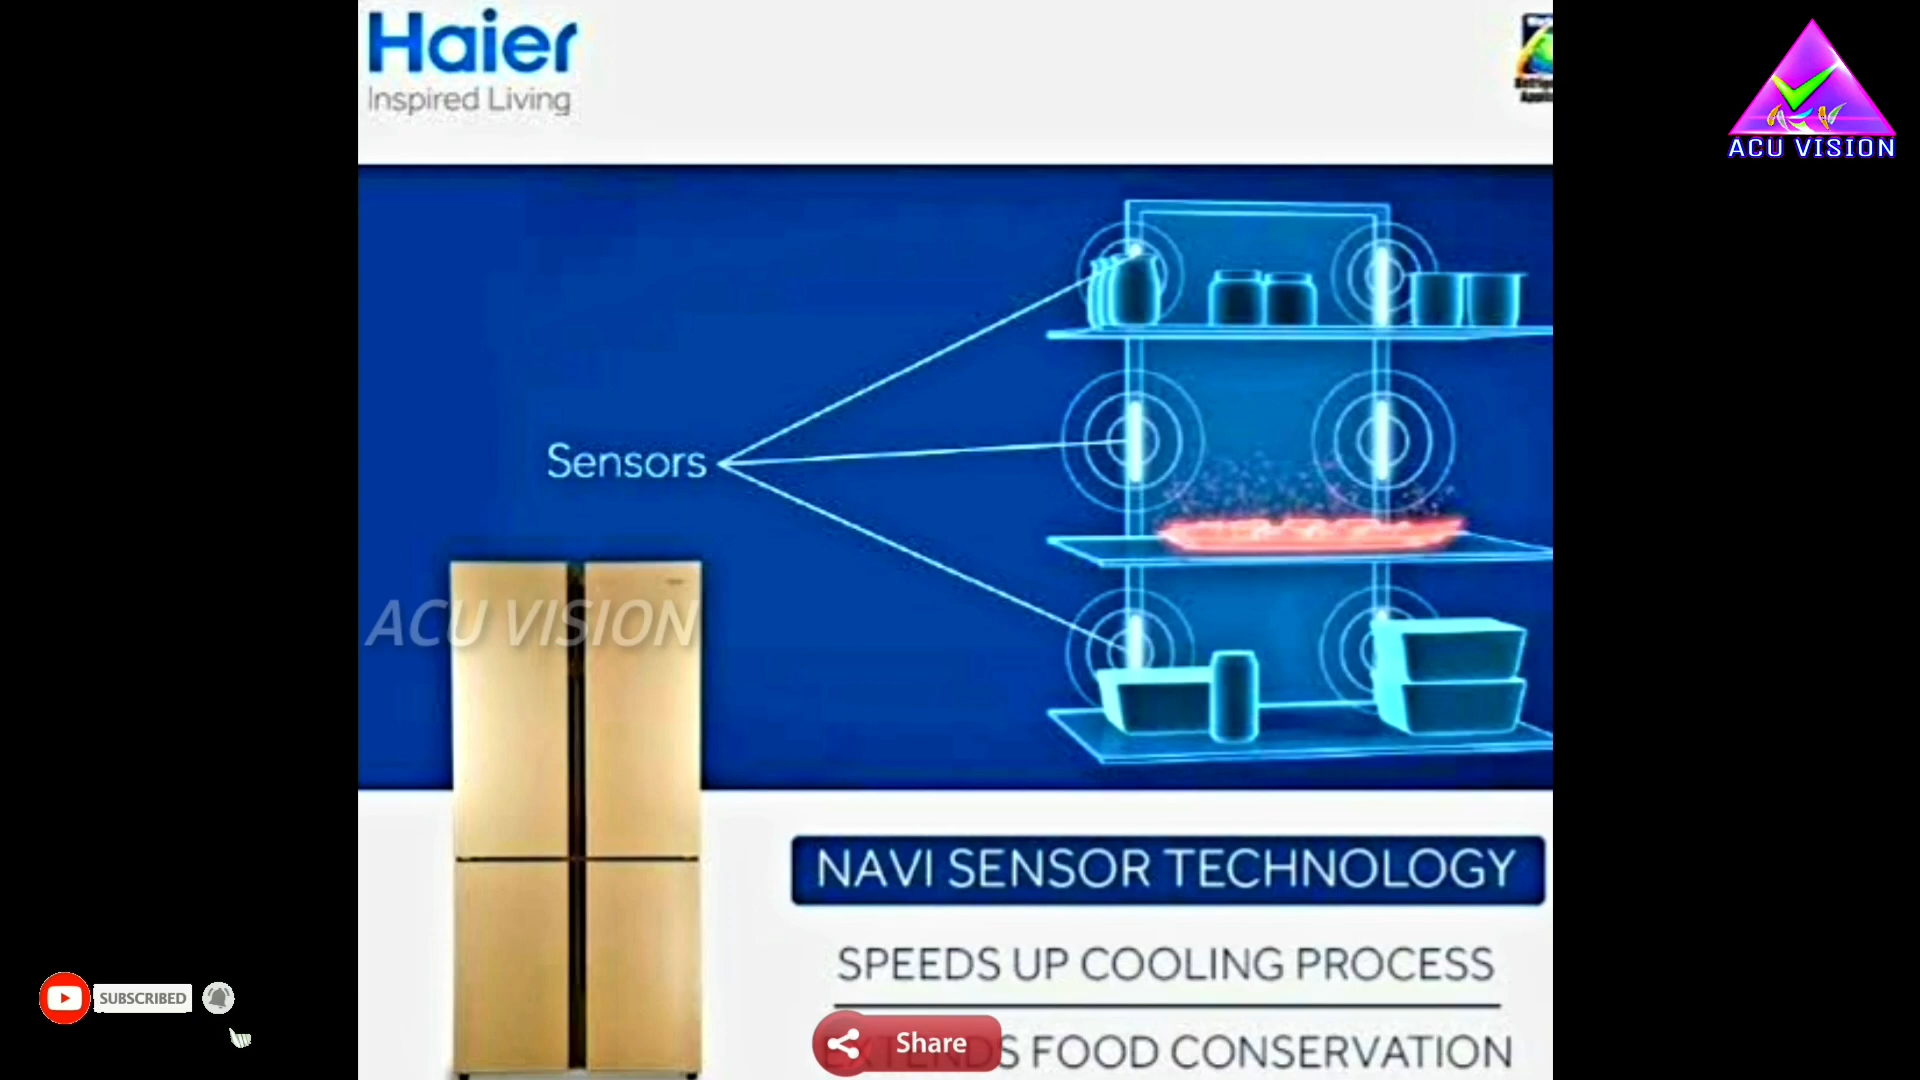 Haier
Inspired Living
ACU VISION
Sensors
ACU VISION
NAVI SENSOR TECHNOLOGY
SPEEDS UP COOLING PROCESS
FOOD CONSERVATION
Share
SUBSCRIBED